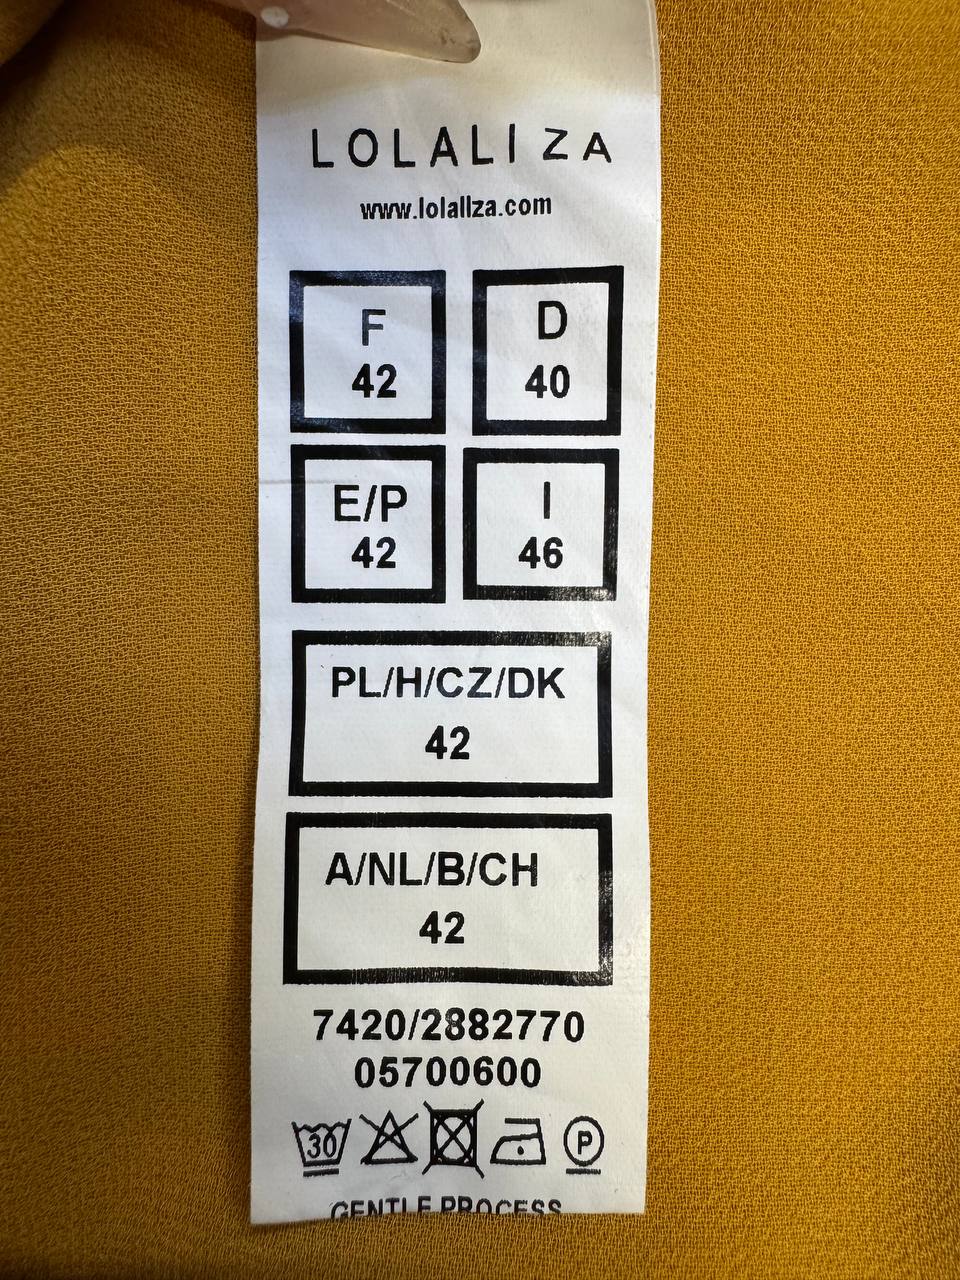 LOLALIZA
www.lolaliza.com
F
42
D
40
E/P
42
I
46
PL/H/CZ/DK
42
A/NL/B/CH
42
7420/2882770
05700600
30
P
GENTLE PROCESS